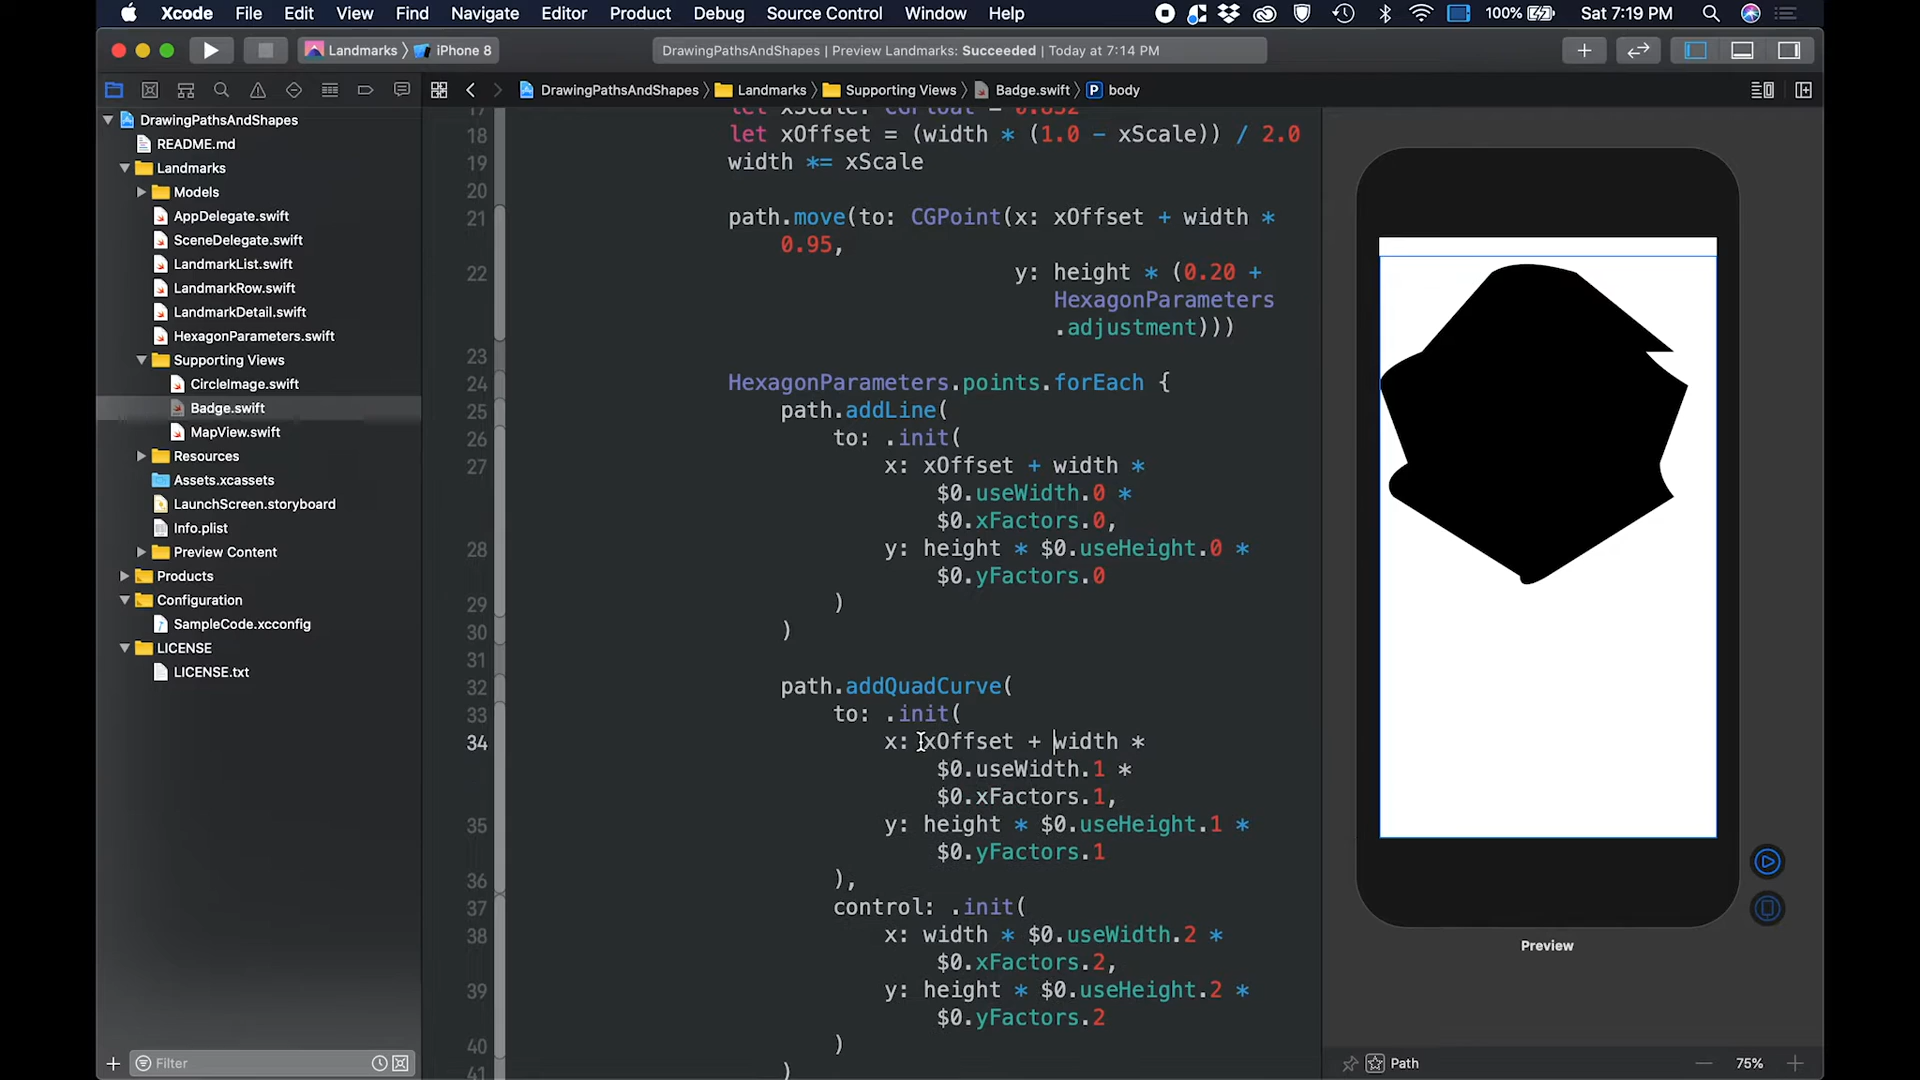 Xcode File Edit View Find Navigate Editor Product Debug Source Control Window Help 100% Sat 7:19 PM
Landmarks iPhone 8 DrawingPathsAndShapes | Preview Landmarks: Succeeded | Today at 7:14 PM
DrawingPathsAndShapes Landmarks Supporting Views Badge.swift P body
DrawingPathsAndShapes
README.md
Landmarks
Models
AppDelegate.swift
SceneDelegate.swift
LandmarkList.swift
LandmarkRow.swift
LandmarkDetail.swift
HexagonParameters.swift
Supporting Views
CircleImage.swift
Badge.swift
MapView.swift
Resources
Assets.xcassets
LaunchScreen.storyboard
Info.plist
Preview Content
Products
Configuration
SampleCode.xcconfig
LICENSE
LICENSE.txt
Filter
17 let xScale: CGFloat = 0.832
18 let xOffset = (width * (1.0 - xScale)) / 2.0
19 width *= xScale
20
21 path.move(to: CGPoint(x: xOffset + width *
0.95,
22 y: height * (0.20 +
HexagonParameters
.adjustment)))
23
24 HexagonParameters.points.forEach {
25 path.addLine(
26 to: .init(
27 x: xOffset + width *
$0.useWidth.0 *
$0.xFactors.0,
28 y: height * $0.useHeight.0 *
$0.yFactors.0
29 )
30 )
31
32 path.addQuadCurve(
33 to: .init(
34 x: xOffset + width *
$0.useWidth.1 *
$0.xFactors.1,
35 y: height * $0.useHeight.1 *
$0.yFactors.1
36 ),
37 control: .init(
38 x: width * $0.useWidth.2 *
$0.xFactors.2,
39 y: height * $0.useHeight.2 *
$0.yFactors.2
40 )
41 )
Preview
Path 75%